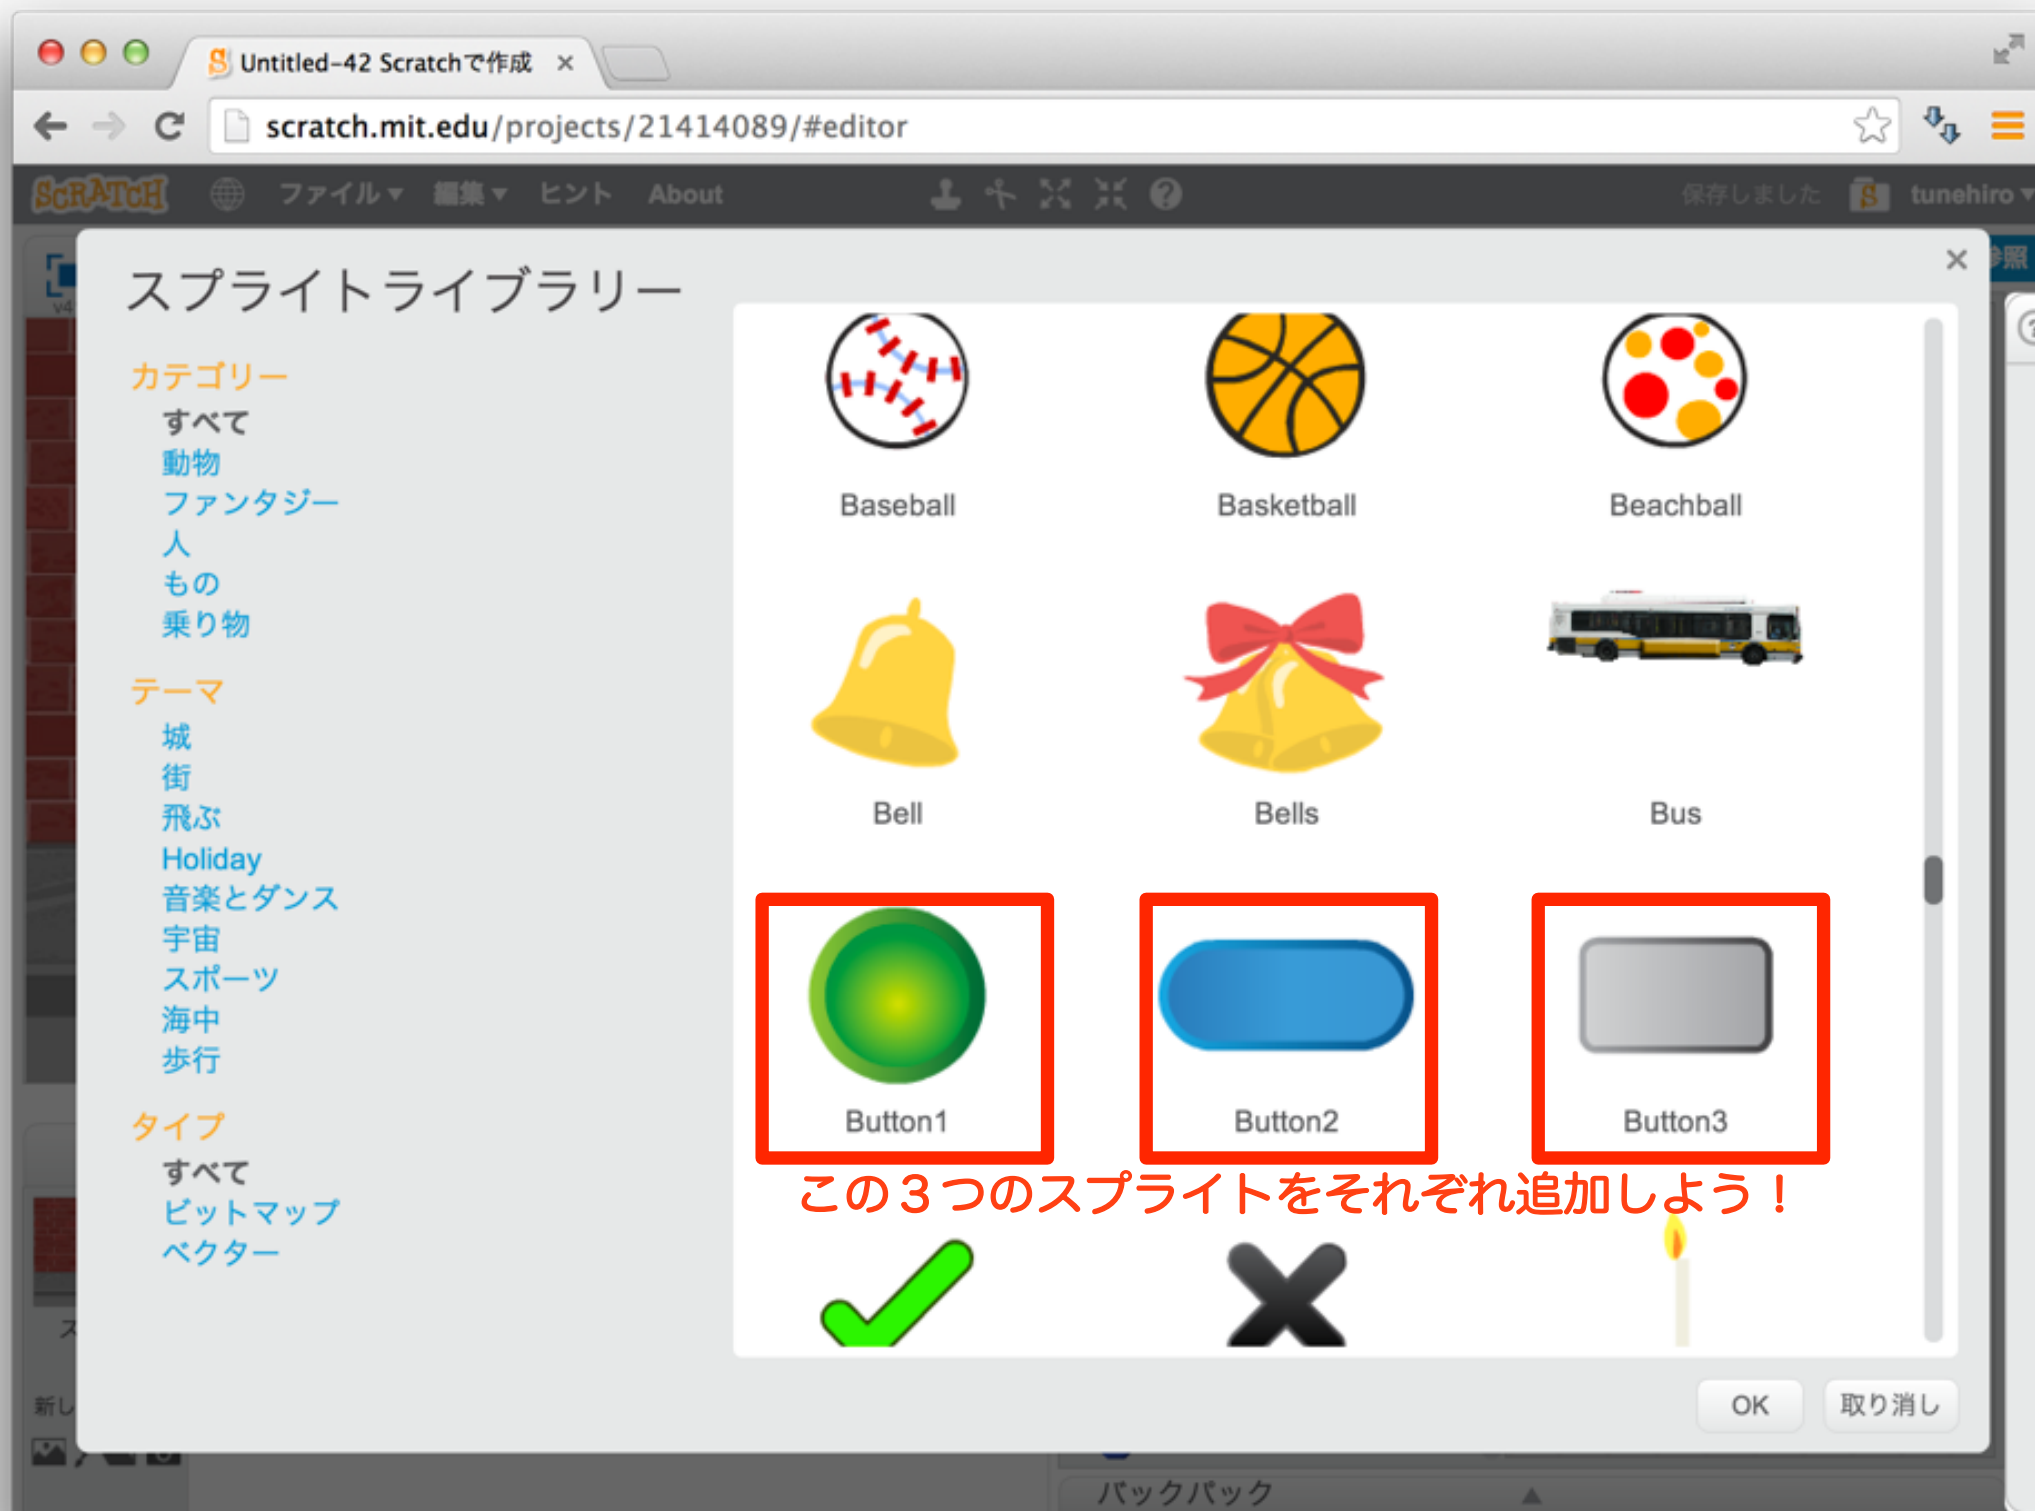 Untitled-42 Scratchで作成
scratch.mit.edu/projects/21414089/#editor
SCRATCH ファイル 編集 ヒント About 保存しました tunehiro
参照
v4
スプライトライブラリー
カテゴリー
すべて
動物
ファンタジー
人
もの
乗り物
テーマ
城
街
飛ぶ
Holiday
音楽とダンス
宇宙
スポーツ
海中
歩行
タイプ
すべて
ビットマップ
ベクター
Baseball Basketball Beachball
Bell Bells Bus
Button1 Button2 Button3
この３つのスプライトをそれぞれ追加しよう！
ス
新し
OK 取り消し
バックパック